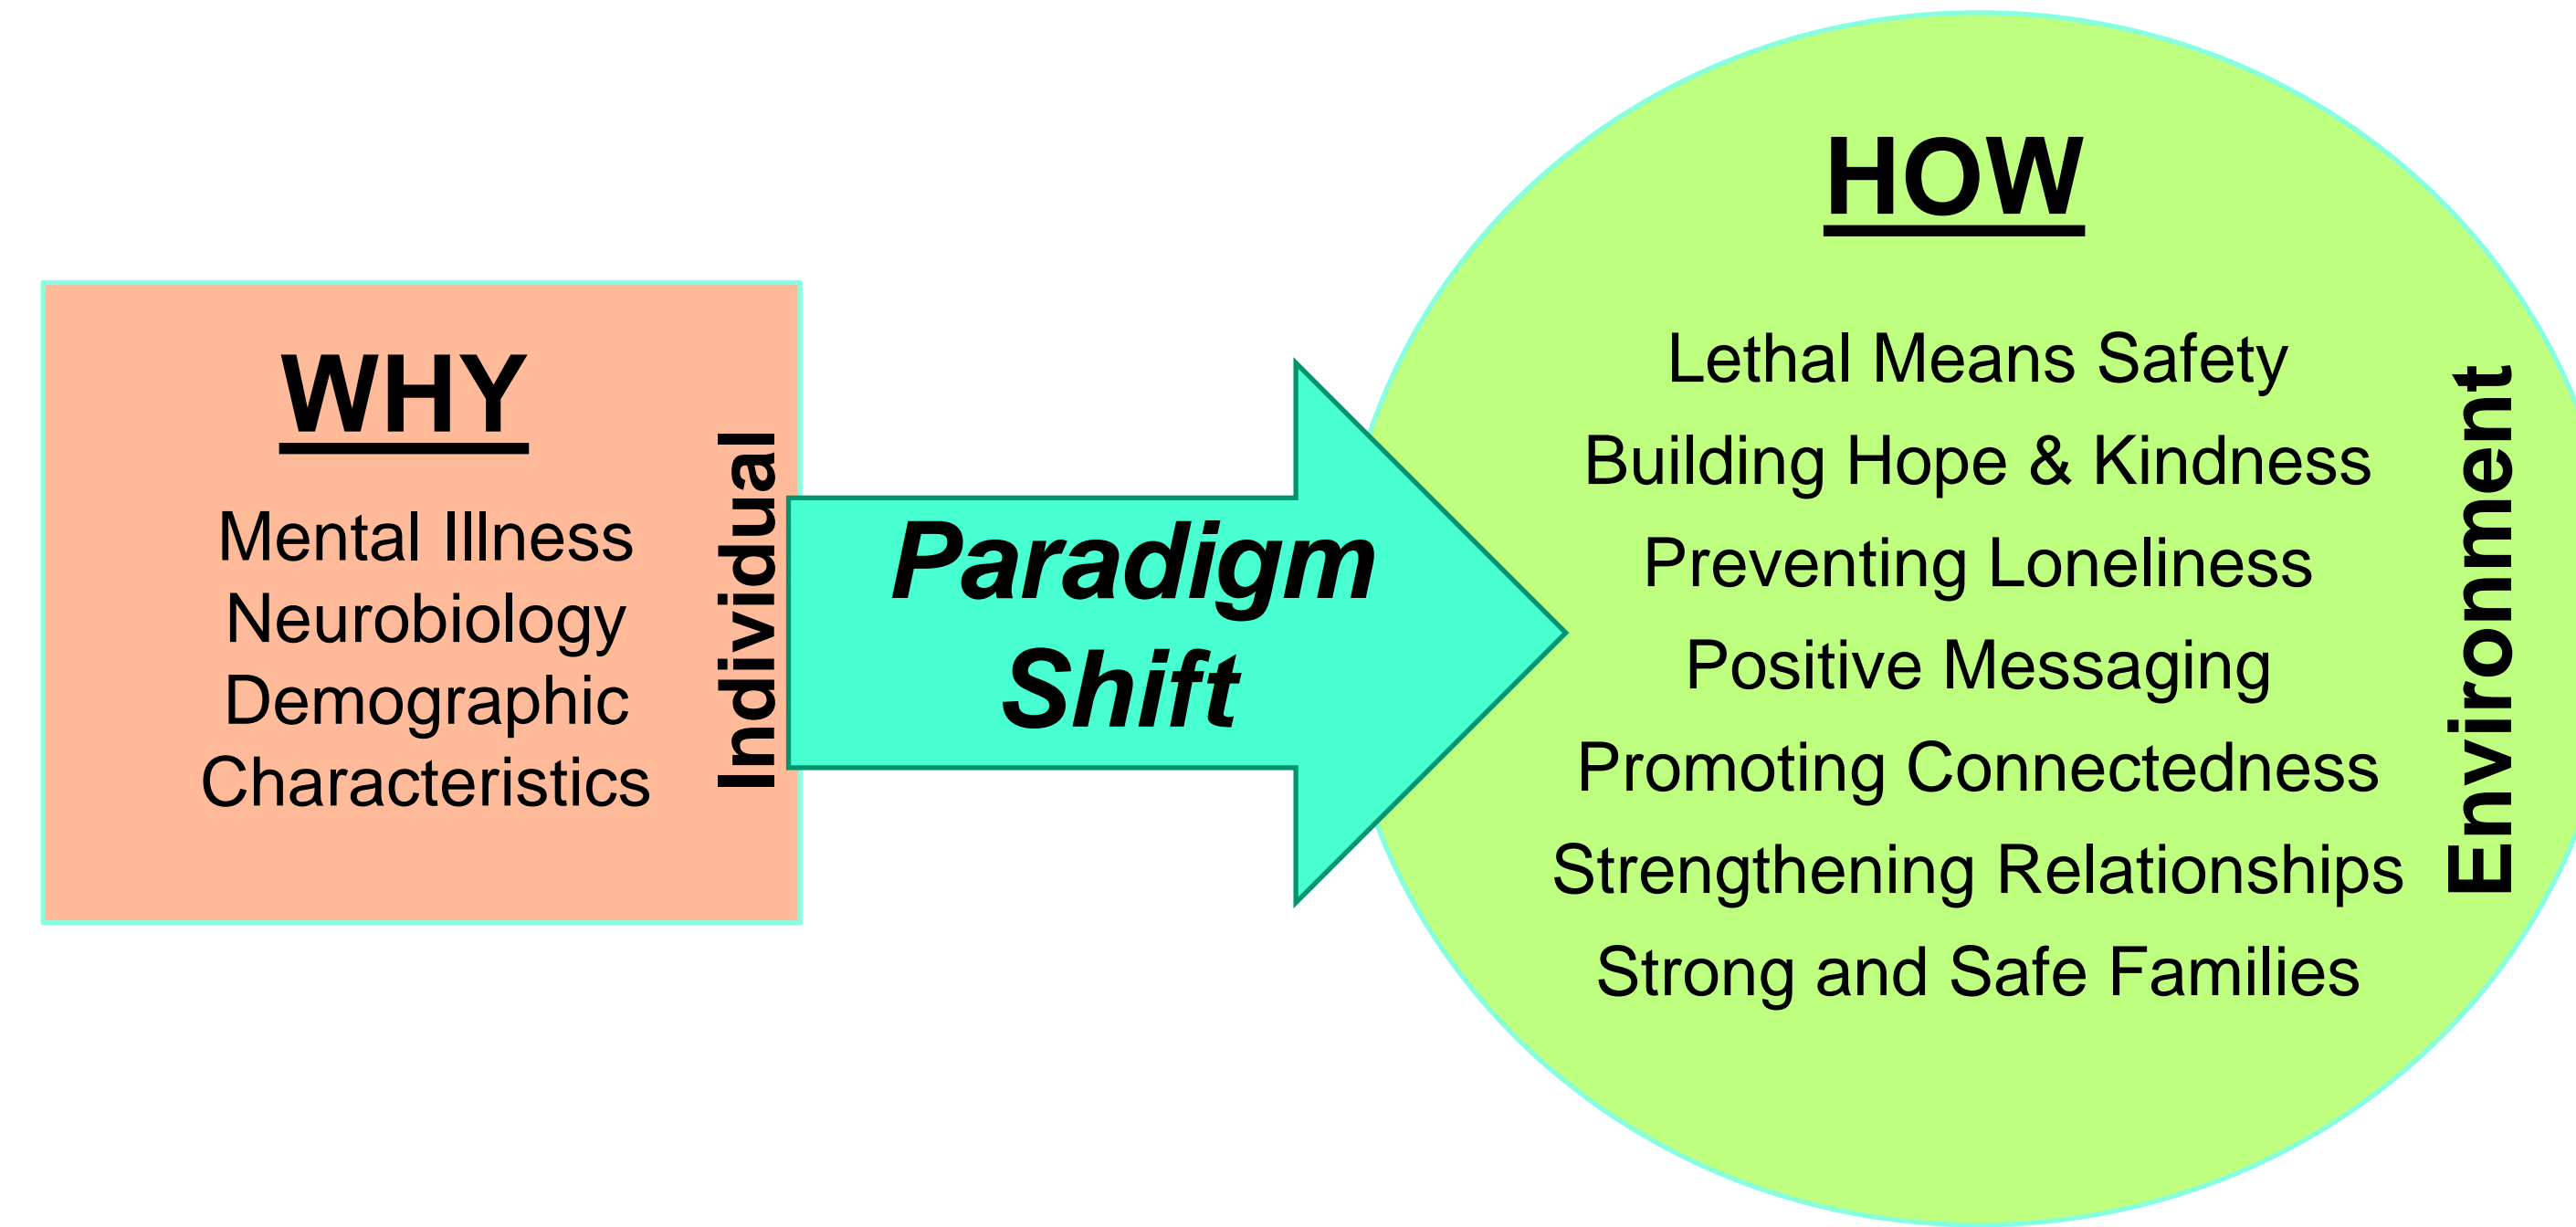 WHY
Mental Illness
Neurobiology
Demographic
Characteristics
Individual
Paradigm
Shift
HOW
Lethal Means Safety
Building Hope & Kindness
Preventing Loneliness
Positive Messaging
Promoting Connectedness
Strengthening Relationships
Strong and Safe Families
Environment